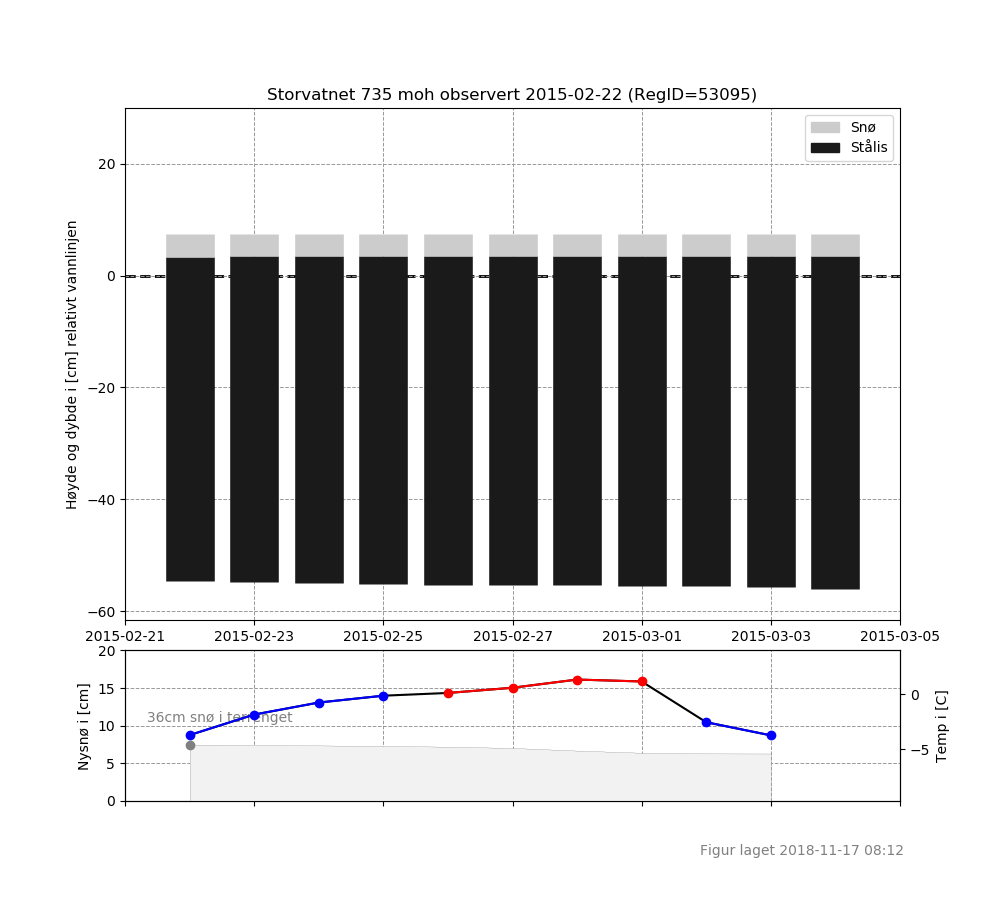 Storvatnet 735 moh observert 2015-02-22 (RegID=53095)
Snø
Stålis
Høyde og dybde i [cm] relativt vannlinjen
20
0
−20
−40
−60
2015-02-21 2015-02-23 2015-02-25 2015-02-27 2015-03-01 2015-03-03 2015-03-05
Nysnø i [cm]
20
15
10
5
0
36cm snø i terrenget
0
−5
Temp i [C]
Figur laget 2018-11-17 08:12